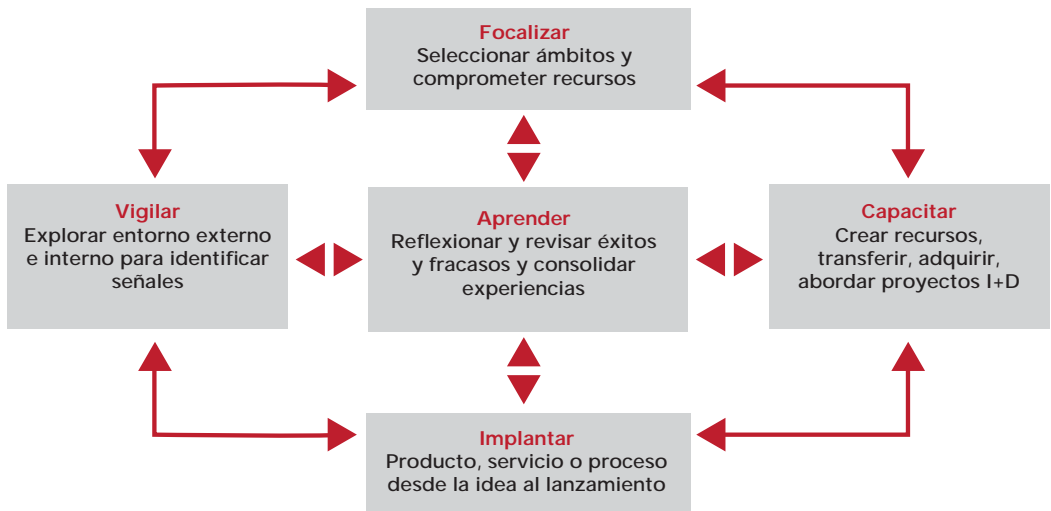 Focalizar
Seleccionar ámbitos y
comprometer recursos
Vigilar
Explorar entorno externo
e interno para identificar
señales
Aprender
Reflexionar y revisar éxitos
y fracasos y consolidar
experiencias
Capacitar
Crear recursos,
transferir, adquirir,
abordar proyectos I+D
Implantar
Producto, servicio o proceso
desde la idea al lanzamiento